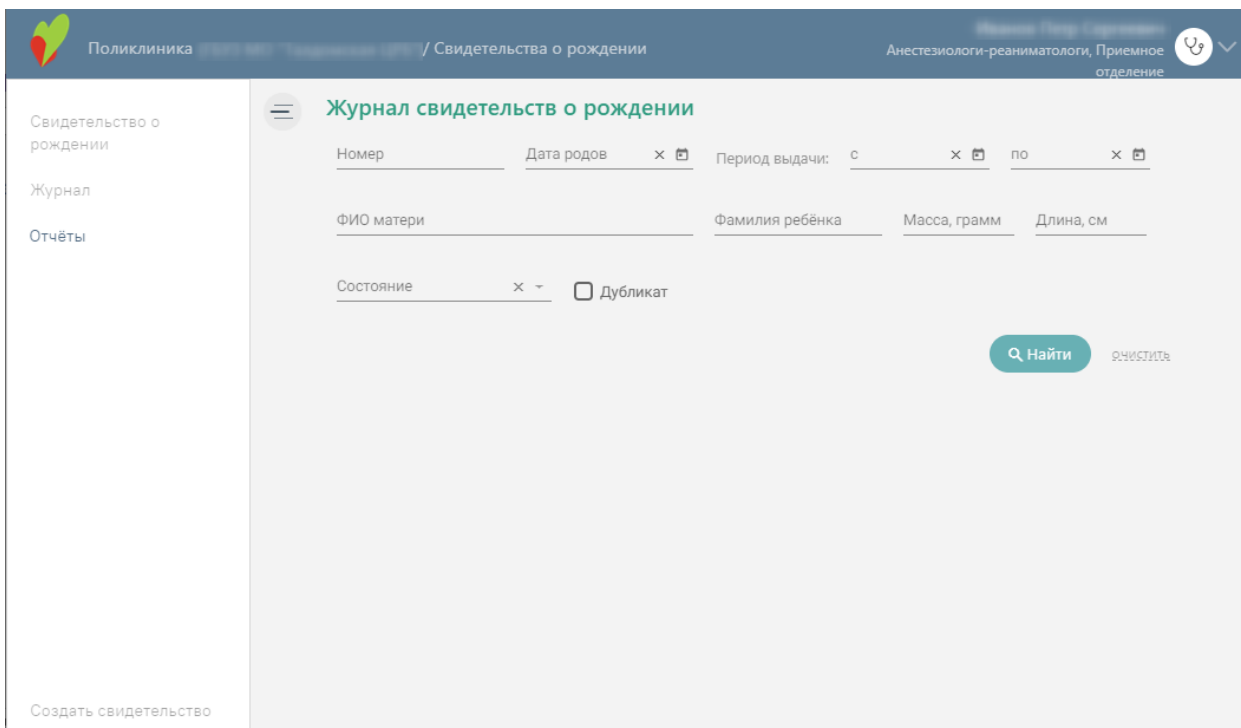 Поликлиника / Свидетельства о рождении
Анестезиологи-реаниматологи, Приемное
отделение
Свидетельство о
рождении
Журнал
Отчёты
Создать свидетельство
Журнал свидетельств о рождении
Номер Дата родов Период выдачи: с по
ФИО матери Фамилия ребёнка Масса, грамм Длина, см
Состояние Дубликат
Найти очистить